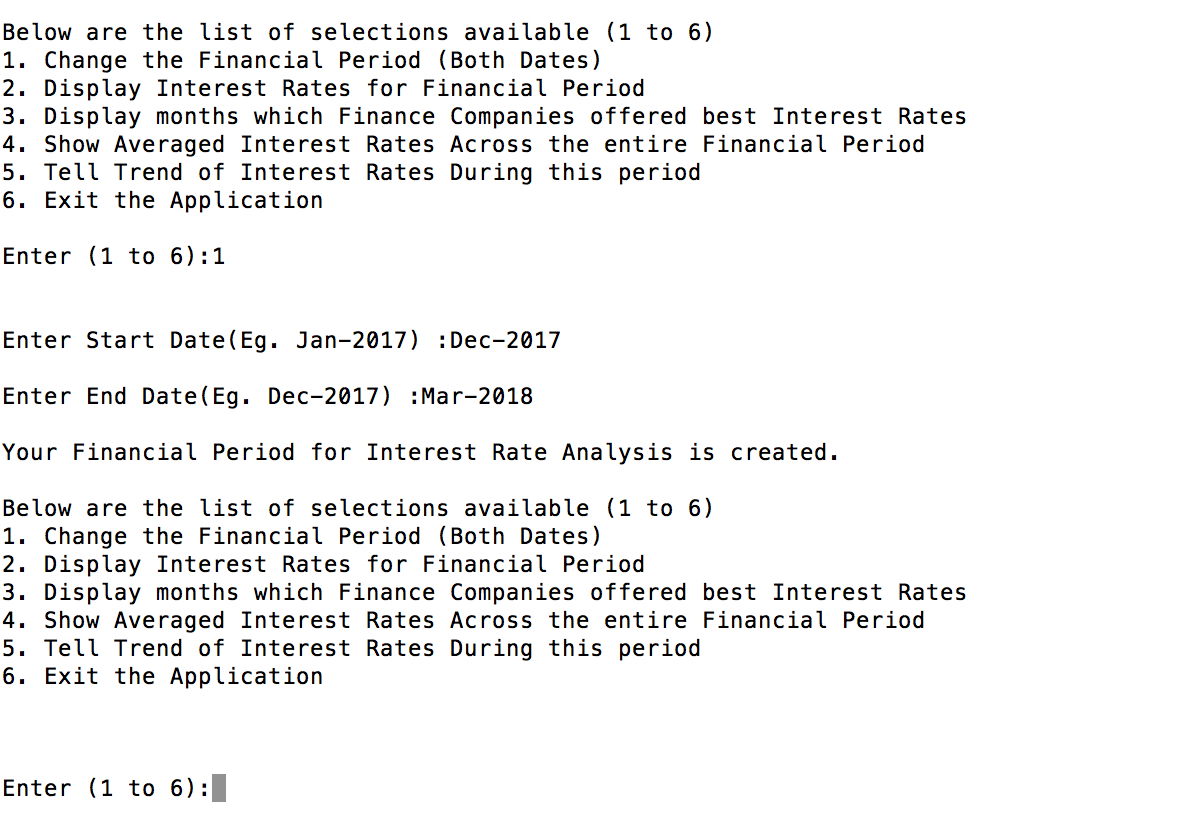 Below are the list of selections available (1 to 6)
1. Change the Financial Period (Both Dates)
2. Display Interest Rates for Financial Period
3. Display months which Finance Companies offered best Interest Rates
4. Show Averaged Interest Rates Across the entire Financial Period
5. Tell Trend of Interest Rates During this period
6. Exit the Application
Enter (1 to 6):1
Enter Start Date(Eg. Jan-2017) :Dec-2017
Enter End Date(Eg. Dec-2017) :Mar-2018
Your Financial Period for Interest Rate Analysis is created.
Below are the list of selections available (1 to 6)
1. Change the Financial Period (Both Dates)
2. Display Interest Rates for Financial Period
3. Display months which Finance Companies offered best Interest Rates
4. Show Averaged Interest Rates Across the entire Financial Period
5. Tell Trend of Interest Rates During this period
6. Exit the Application
Enter (1 to 6):